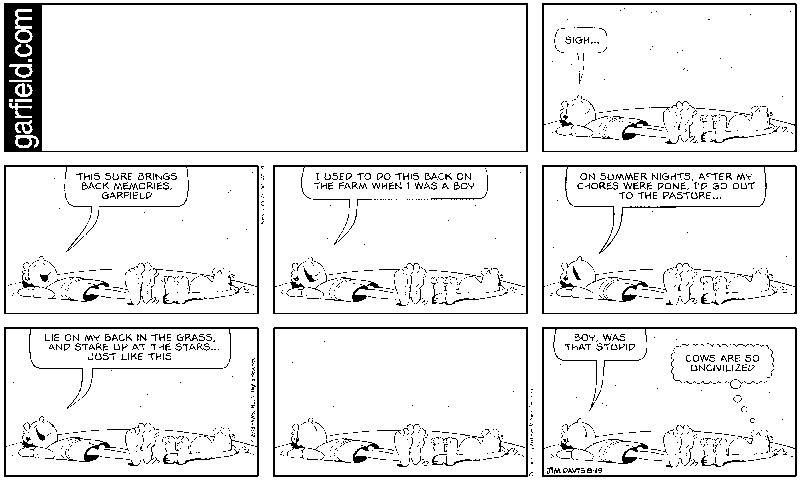 garfield.com
SIGH...
THIS SURE BRINGS
BACK MEMORIES,
GARFIELD
I USED TO DO THIS BACK ON
THE FARM WHEN I WAS A BOY
ON SUMMER NIGHTS, AFTER MY
CHORES WERE DONE, I'D GO OUT
TO THE PASTURE...
LIE ON MY BACK IN THE GRASS,
AND STARE UP AT THE STARS...
JUST LIKE THIS
BOY, WAS
THAT STUPID
COWS ARE SO
UNCIVILIZED
JIM DAVIS 8-19